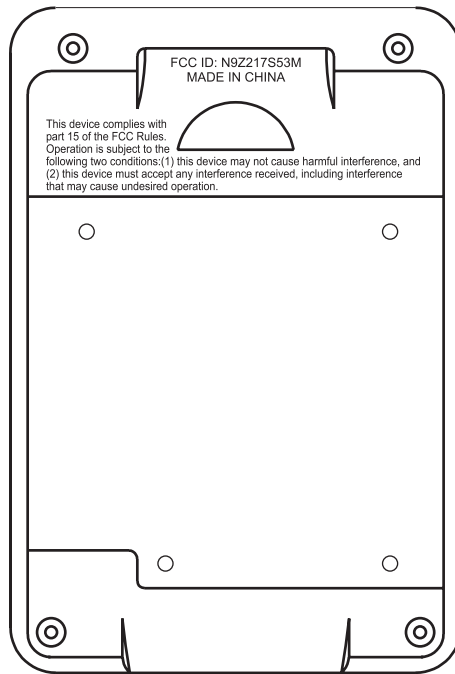 FCC ID: N9Z217S53M
MADE IN CHINA
This device complies with
part 15 of the FCC Rules.
Operation is subject to the
following two conditions:(1) this device may not cause harmful interference, and
(2) this device must accept any interference received, including interference
that may cause undesired operation.